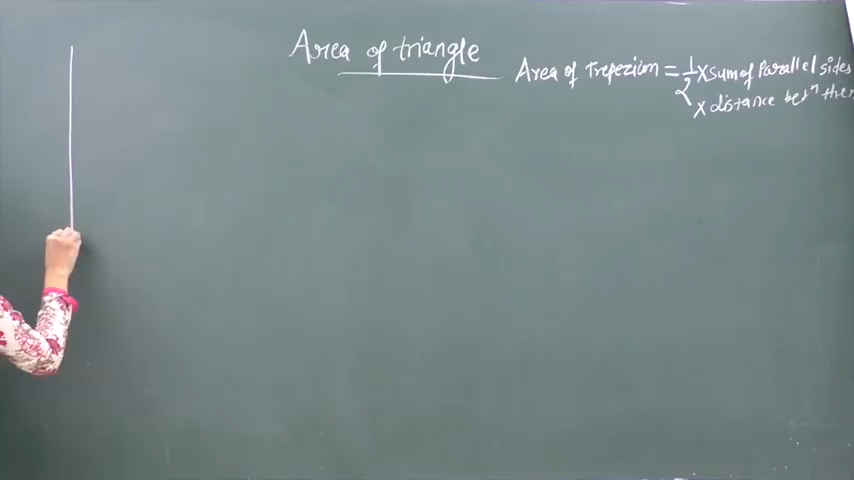 Area of triangle
Area of Trepezium = 1/2 x sum of Parallel sides
x distance betn them